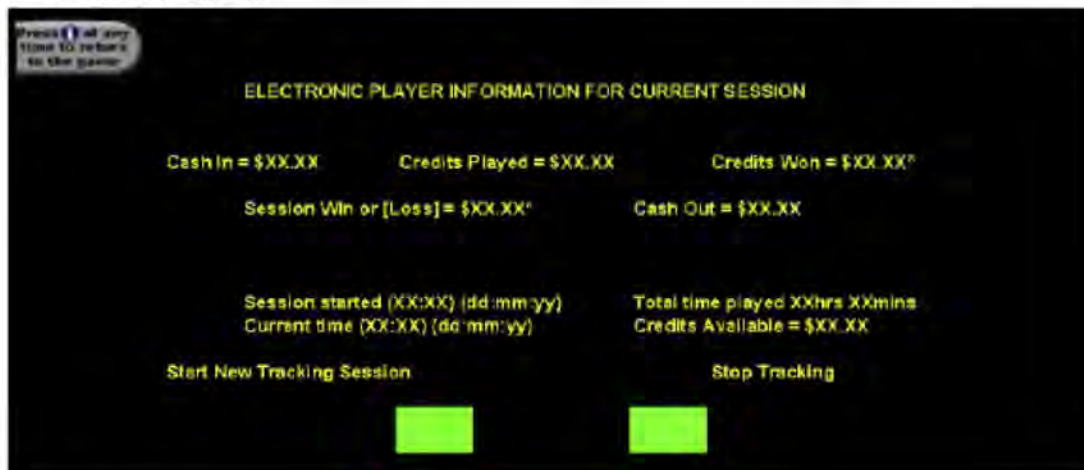 Press i at any
time to return
to the game
ELECTRONIC PLAYER INFORMATION FOR CURRENT SESSION
Cash In = $XX.XX Credits Played = $XX.XX Credits Won = $XX.XX*
Session Win or [Loss] = $XX.XX* Cash Out = $XX.XX
Session started (XX:XX) (dd:mm:yy) Total time played XXhrs XXmins
Current time (XX:XX) (dd:mm:yy) Credits Available = $XX.XX
Start New Tracking Session Stop Tracking